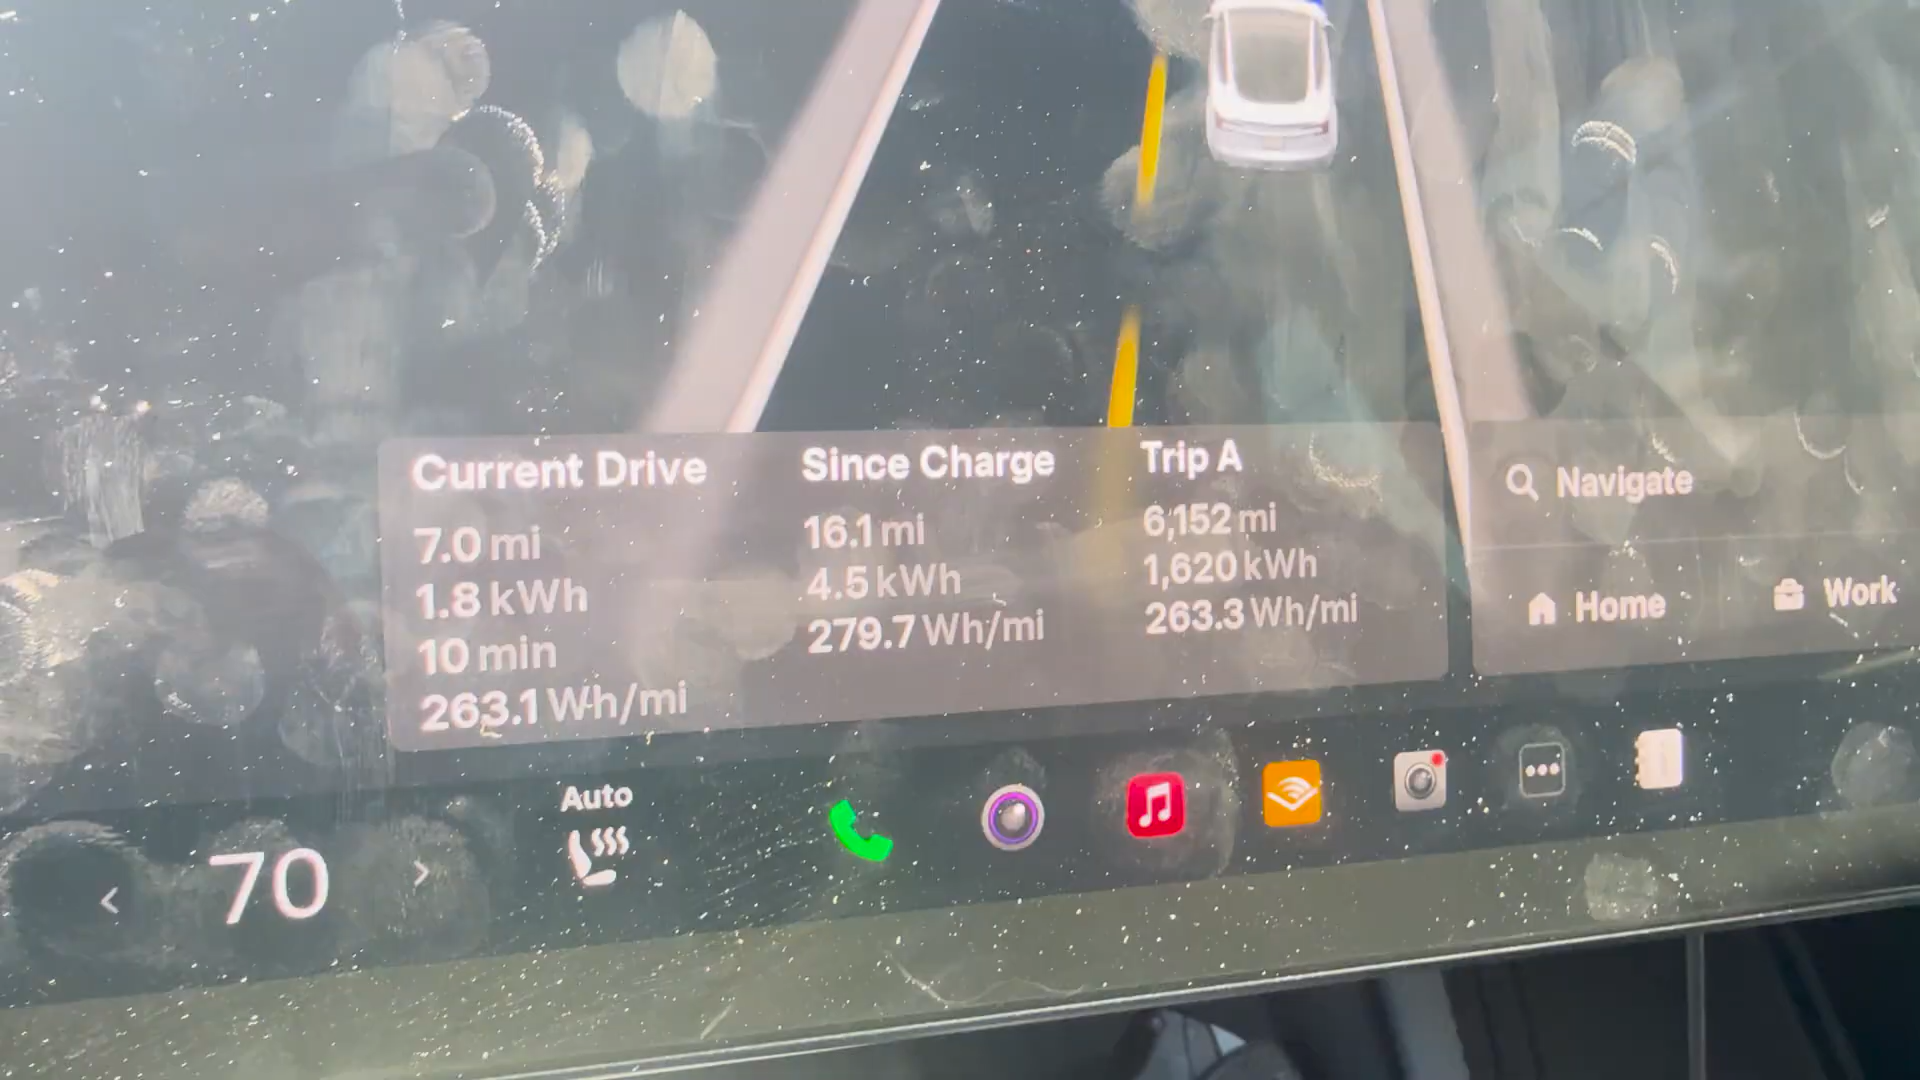 Current Drive
7.0 mi
1.8 kWh
10 min
263.1 Wh/mi
Since Charge
16.1 mi
4.5 kWh
279.7 Wh/mi
Trip A
6,152 mi
1,620 kWh
263.3 Wh/mi
Navigate
Home
Work
Auto
< 70 >